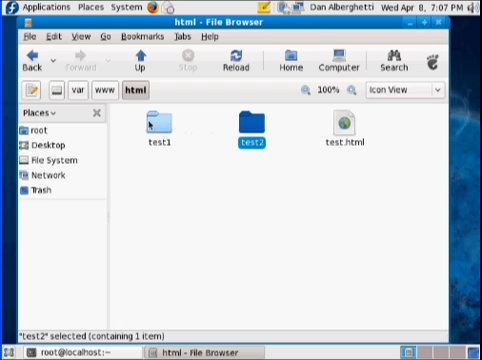 Applications Places System Dan Alberghetti Wed Apr 8, 7:07 PM
html - File Browser
File Edit View Go Bookmarks Tabs Help
Back Forward Up Stop Reload Home Computer Search
var www html 100% Icon View
Places
root
Desktop
File System
Network
Trash
test1 test2 test.html
"test2" selected (containing 1 item)
root@localhost:~ html - File Browser